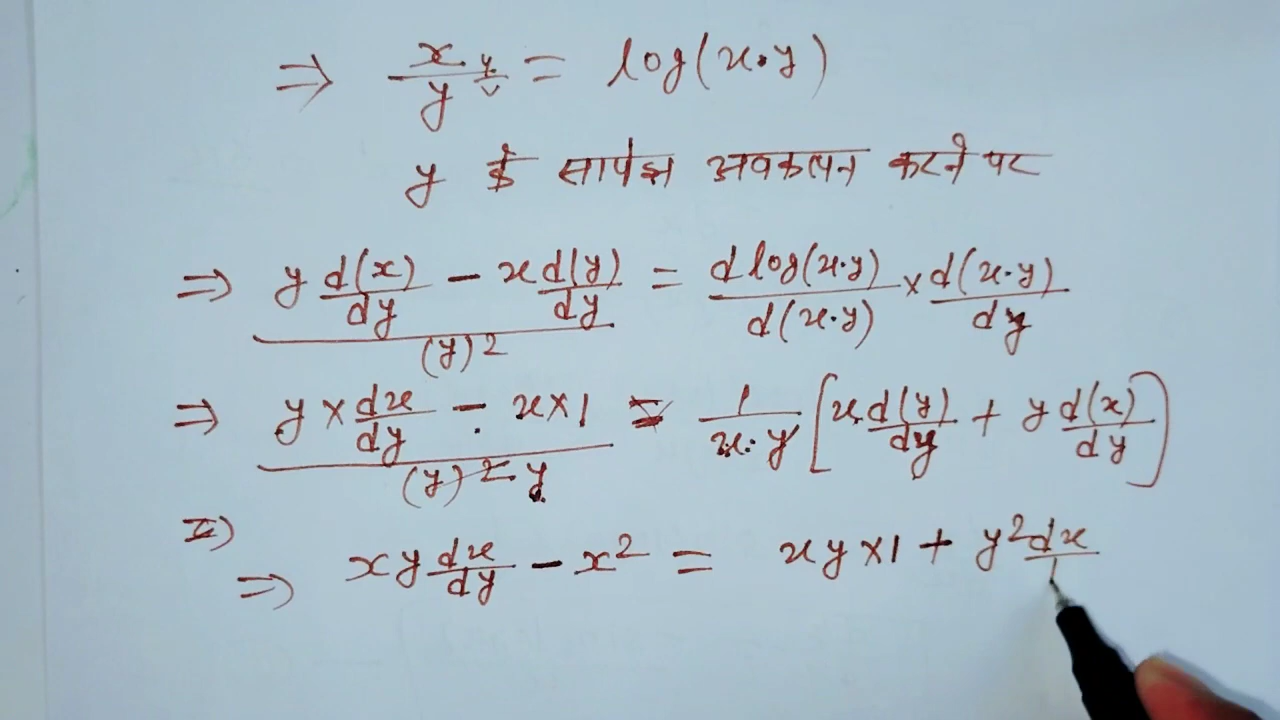 ⇒ x/y = log(x·y)
y के सापेक्ष अवकलन करने पर
⇒ (y d(x)/dy − x d(y)/dy)/(y)² = d log(x·y)/d(x·y) × d(x·y)/dy
⇒ (y × dx/dy − x×1)/(y)² y = 1/(x·y) [x d(y)/dy + y d(x)/dy]
⇒ xy dx/dy − x² = xy×1 + y² dx/